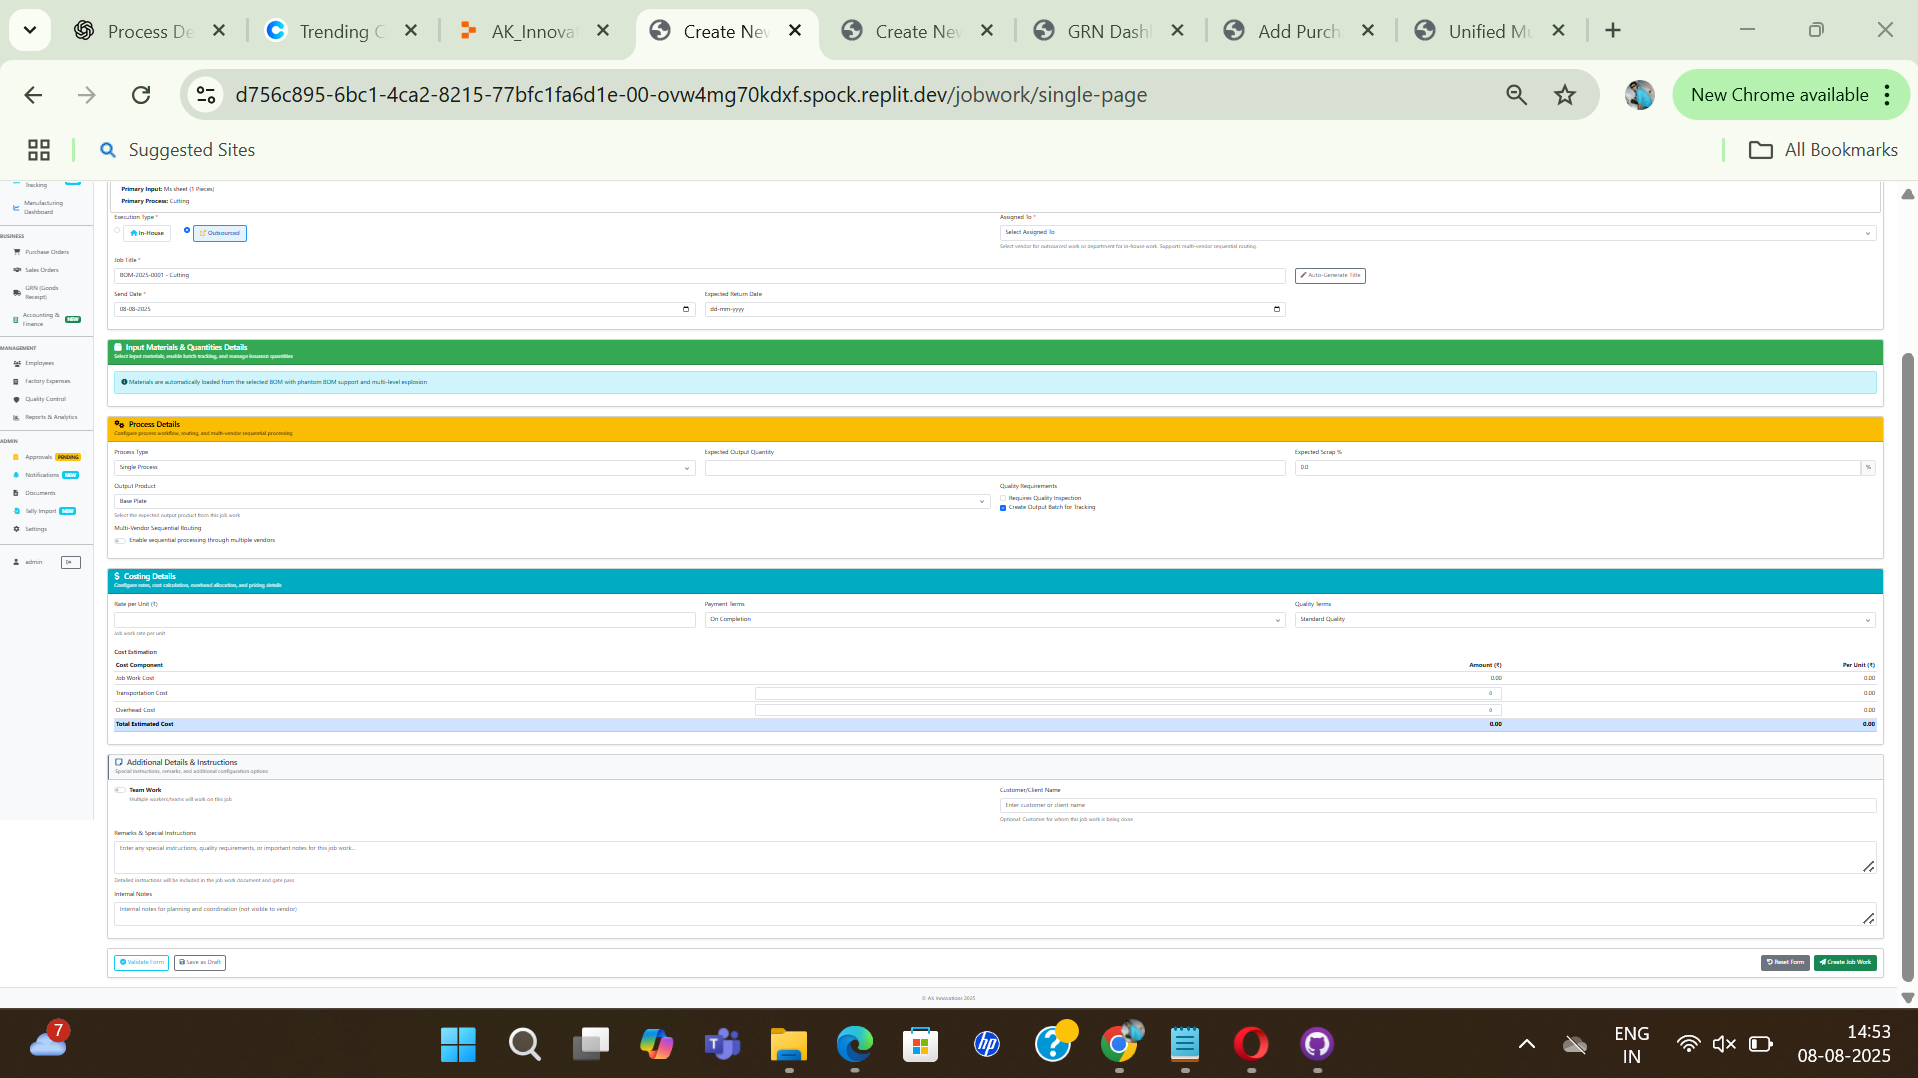 Process De
Trending C
AK_Innova
Create New
Create New
GRN Dash
Add Purch
Unified Mu
d756c895-6bc1-4ca2-8215-77bfc1fa6d1e-00-ovw4mg70kdxf.spock.replit.dev/jobwork/single-page
New Chrome available
Suggested Sites
All Bookmarks
Tracking
Manufacturing
Dashboard
BUSINESS
Purchase Orders
Sales Orders
GRN (Goods
Receipt)
Accounting &
Finance
NEW
MANAGEMENT
Employees
Factory Expenses
Quality Control
Reports & Analytics
ADMIN
Approvals PENDING
Notifications NEW
Documents
Tally Import NEW
Settings
admin
Primary Input: Ms sheet (1 Pieces)
Primary Process: Cutting
Execution Type *
In-House
Outsourced
Assigned To *
Select Assigned To
Select vendor for outsourced work or department for in-house work. Supports multi-vendor sequential routing.
Job Title *
BOM-2025-0001 - Cutting
Auto-Generate Title
Send Date *
08-08-2025
Expected Return Date
dd-mm-yyyy
Input Materials & Quantities Details
Select input materials, enable batch tracking, and manage issuance quantities
Materials are automatically loaded from the selected BOM with phantom BOM support and multi-level explosion
Process Details
Configure process workflow, routing, and multi-vendor sequential processing
Process Type
Single Process
Expected Output Quantity
Expected Scrap %
0.0
%
Output Product
Base Plate
Select the expected output product from this job work
Quality Requirements
Requires Quality Inspection
Create Output Batch for Tracking
Multi-Vendor Sequential Routing
Enable sequential processing through multiple vendors
Costing Details
Configure rates, cost calculation, overhead allocation, and pricing details
Rate per Unit (₹)
Job work rate per unit
Payment Terms
On Completion
Quality Terms
Standard Quality
Cost Estimation
Cost Component Amount (₹) Per Unit (₹)
Job Work Cost 0.00 0.00
Transportation Cost 0 0.00
Overhead Cost 0 0.00
Total Estimated Cost 0.00 0.00
Additional Details & Instructions
Special instructions, remarks, and additional configuration options
Team Work
Multiple workers/teams will work on this job
Customer/Client Name
Enter customer or client name
Optional: Customer for whom this job work is being done
Remarks & Special Instructions
Enter any special instructions, quality requirements, or important notes for this job work...
Detailed instructions will be included in the job work document and gate pass
Internal Notes
Internal notes for planning and coordination (not visible to vendor)
Validate Form
Save as Draft
Reset Form
Create Job Work
© AK Innovations 2025
7
ENG
IN
14:53
08-08-2025